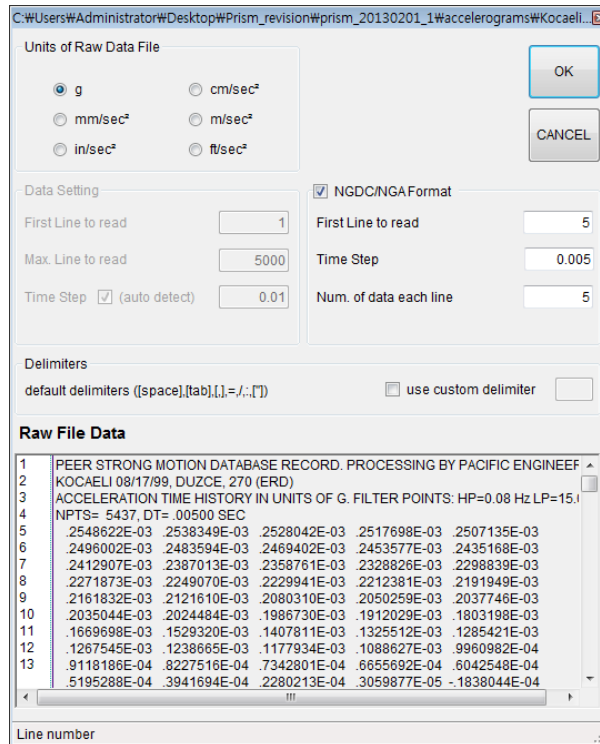 C:₩Users₩Administrator₩Desktop₩Prism_revision₩prism_20130201_1₩accelerograms₩Kocaeli...
Units of Raw Data File
g
cm/sec²
mm/sec²
m/sec²
in/sec²
ft/sec²
OK
CANCEL
Data Setting
First Line to read 1
Max. Line to read 5000
Time Step (auto detect) 0.01
NGDC/NGA Format
First Line to read 5
Time Step 0.005
Num. of data each line 5
Delimiters
default delimiters ([space],[tab],[,],=,/,:,["])
use custom delimiter
Raw File Data
1 PEER STRONG MOTION DATABASE RECORD. PROCESSING BY PACIFIC ENGINEER
2 KOCAELI 08/17/99, DUZCE, 270 (ERD)
3 ACCELERATION TIME HISTORY IN UNITS OF G. FILTER POINTS: HP=0.08 Hz LP=15.0
4 NPTS= 5437, DT= .00500 SEC
5 .2548622E-03 .2538349E-03 .2528042E-03 .2517698E-03 .2507135E-03
6 .2496002E-03 .2483594E-03 .2469402E-03 .2453577E-03 .2435168E-03
7 .2412907E-03 .2387013E-03 .2358761E-03 .2328826E-03 .2298839E-03
8 .2271873E-03 .2249070E-03 .2229941E-03 .2212381E-03 .2191949E-03
9 .2161832E-03 .2121610E-03 .2080310E-03 .2050259E-03 .2037746E-03
10 .2035044E-03 .2024484E-03 .1986730E-03 .1912029E-03 .1803198E-03
11 .1669698E-03 .1529320E-03 .1407811E-03 .1325512E-03 .1285421E-03
12 .1267545E-03 .1238665E-03 .1177934E-03 .1088627E-03 .9960982E-04
13 .9118186E-04 .8227516E-04 .7342801E-04 .6655692E-04 .6042548E-04
.5195288E-04 .3941694E-04 .2280213E-04 .3059877E-05 -.1838044E-04
Line number